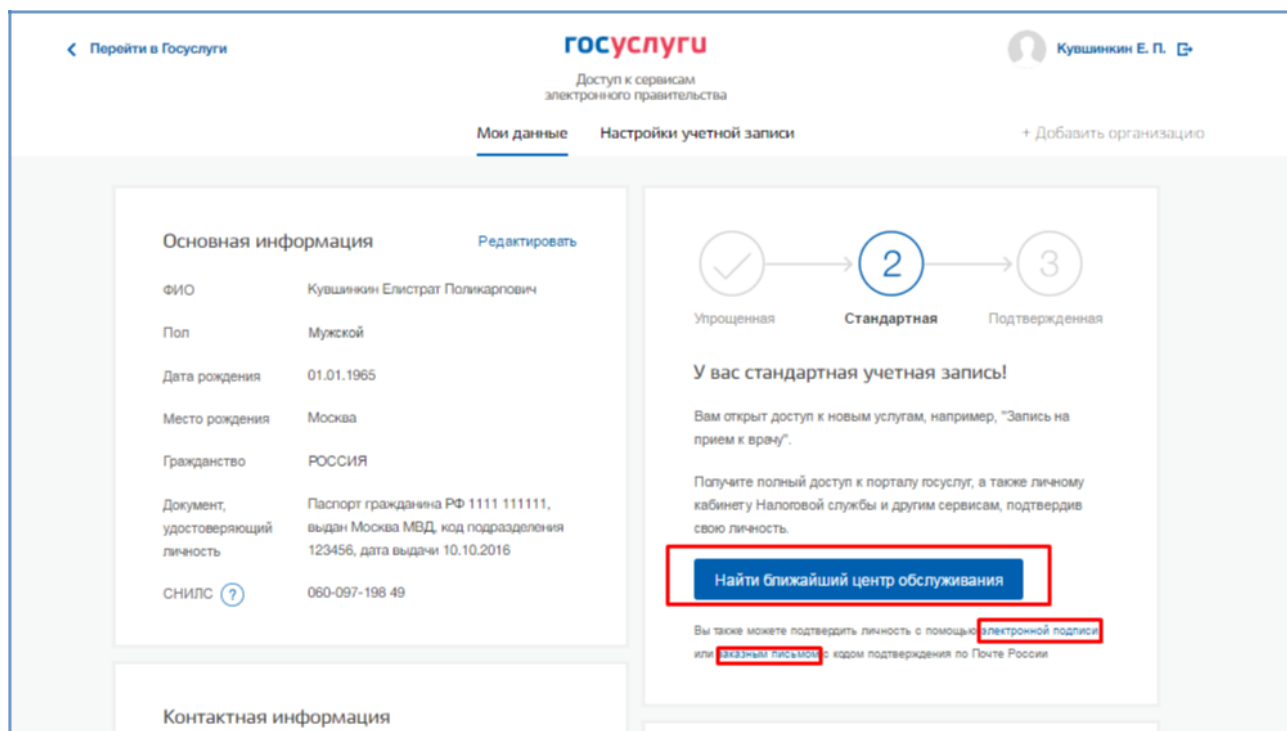 Перейти в Госуслуги
госуслуги
Кувшинкин Е. П.
Доступ к сервисам
электронного правительства
Мои данные
Настройки учетной записи
+ Добавить организацию
Основная информация
Редактировать
ФИО
Кувшинкин Елистрат Поликарпович
Пол
Мужской
Дата рождения
01.01.1965
Место рождения
Москва
Гражданство
РОССИЯ
Документ,
удостоверяющий
личность
Паспорт гражданина РФ 1111 111111,
выдан Москва МВД, код подразделения
123456, дата выдачи 10.10.2016
СНИЛС ?
060-097-198 49
Контактная информация
2
3
Упрощенная
Стандартная
Подтвержденная
У вас стандартная учетная запись!
Вам открыт доступ к новым услугам, например, "Запись на
прием к врачу".
Получите полный доступ к порталу госуслуг, а также личному
кабинету Налоговой службы и другим сервисам, подтвердив
свою личность.
Найти ближайший центр обслуживания
Вы также можете подтвердить личность с помощью электронной подписи
или заказным письмом с кодом подтверждения по Почте России